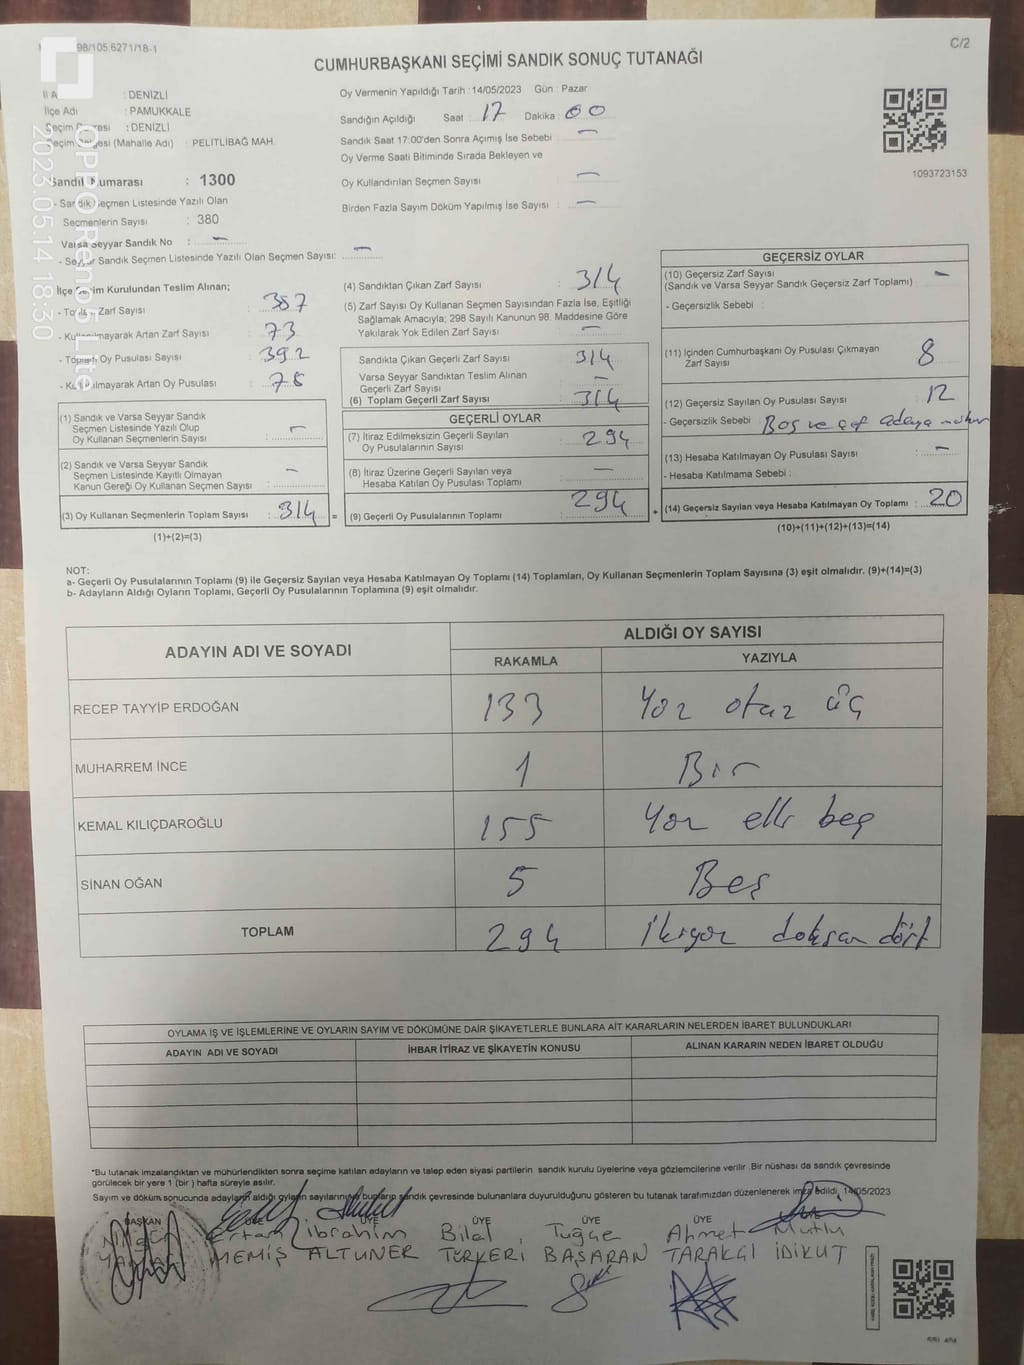 98/105.6271/18-1
C/2
CUMHURBAŞKANI SEÇİMİ SANDIK SONUÇ TUTANAĞI
: DENİZLİ
İlçe Adı : PAMUKKALE
: DENİZLİ
(Mahalle Adı) : PELİTLİBAĞ MAH.
Sandık Numarası : 1300
- Sandık Seçmen Listesinde Yazılı Olan
Seçmenlerin Sayısı : 380
Varsa Seyyar Sandık No : –
- Seyyar Sandık Seçmen Listesinde Yazılı Olan Seçmen Sayısı: –
Oy Vermenin Yapıldığı Tarih :14/05/2023 Gün : Pazar
Sandığın Açıldığı Saat : 17 Dakika : 00
Sandık Saat 17:00'den Sonra Açımış İse Sebebi : –
Oy Verme Saati Bitiminde Sırada Bekleyen ve
Oy Kullandırılan Seçmen Sayısı : –
Birden Fazla Sayım Döküm Yapılmış İse Sayısı : –
1093723153
OPPO Reno5 Lite
2023.05.14 18:30
İlçe Seçim Kurulundan Teslim Alınan;
- Toplam Zarf Sayısı : 387
- Kullanılmayarak Artan Zarf Sayısı : 73
- Toplam Oy Pusulası Sayısı : 392
- Kullanılmayarak Artan Oy Pusulası : 78
(1) Sandık ve Varsa Seyyar Sandık
Seçmen Listesinde Yazılı Olup
Oy Kullanan Seçmenlerin Sayısı : –
(2) Sandık ve Varsa Seyyar Sandık
Seçmen Listesinde Kayıtlı Olmayan
Kanun Gereği Oy Kullanan Seçmen Sayısı : –
(3) Oy Kullanan Seçmenlerin Toplam Sayısı : 314 =
(1)+(2)=(3)
(4) Sandıktan Çıkan Zarf Sayısı : 314
(5) Zarf Sayısı Oy Kullanan Seçmen Sayısından Fazla İse, Eşitliği
Sağlamak Amacıyla; 298 Sayılı Kanunun 98. Maddesine Göre
Yakılarak Yok Edilen Zarf Sayısı : –
Sandıkta Çıkan Geçerli Zarf Sayısı : 314
Varsa Seyyar Sandıktan Teslim Alınan
Geçerli Zarf Sayısı : –
(6) Toplam Geçerli Zarf Sayısı : 314
GEÇERLİ OYLAR
(7) İtiraz Edilmeksizin Geçerli Sayılan
Oy Pusulalarının Sayısı : 294
(8) İtiraz Üzerine Geçerli Sayılan veya
Hesaba Katılan Oy Pusulası Toplamı : –
(9) Geçerli Oy Pusulalarının Toplamı : 294 +
GEÇERSİZ OYLAR
(10) Geçersiz Zarf Sayısı : –
(Sandık ve Varsa Seyyar Sandık Geçersiz Zarf Toplamı)
- Geçersizlik Sebebi :
(11) İçinden Cumhurbaşkanı Oy Pusulası Çıkmayan
Zarf Sayısı : 8
(12) Geçersiz Sayılan Oy Pusulası Sayısı : 12
- Geçersizlik Sebebi : Boş ve çift adaya mühür
(13) Hesaba Katılmayan Oy Pusulası Sayısı : –
- Hesaba Katılmama Sebebi :
(14) Geçersiz Sayılan veya Hesaba Katılmayan Oy Toplamı : 20
(10)+(11)+(12)+(13)=(14)
NOT:
a- Geçerli Oy Pusulalarının Toplamı (9) ile Geçersiz Sayılan veya Hesaba Katılmayan Oy Toplamı (14) Toplamları, Oy Kullanan Seçmenlerin Toplam Sayısına (3) eşit olmalıdır. (9)+(14)=(3)
b- Adayların Aldığı Oyların Toplamı, Geçerli Oy Pusulalarının Toplamına (9) eşit olmalıdır.
ADAYIN ADI VE SOYADI ALDIĞI OY SAYISI
RAKAMLA YAZIYLA
RECEP TAYYİP ERDOĞAN 133 Yüz otuz üç
MUHARREM İNCE 1 Bir
KEMAL KILIÇDAROĞLU 155 Yüz elli beş
SİNAN OĞAN 5 Beş
TOPLAM 294 ikiyüz doksan dört
OYLAMA İŞ VE İŞLEMLERİNE VE OYLARIN SAYIM VE DÖKÜMÜNE DAİR ŞİKAYETLERLE BUNLARA AİT KARARLARIN NELERDEN İBARET BULUNDUKLARI
ADAYIN ADI VE SOYADI İHBAR İTİRAZ VE ŞİKAYETİN KONUSU ALINAN KARARIN NEDEN İBARET OLDUĞU
*Bu tutanak imzalandıktan ve mühürlendikten sonra seçime katılan adayların ve talep eden siyasi partilerin sandık kurulu üyelerine veya gözlemcilerine verilir .Bir nüshası da sandık çevresinde
görülecek bir yere 1 (bir ) hafta süreyle asılır.
Sayım ve döküm sonucunda adayların aldığı oyların sayılarını bunların sandık çevresinde bulunanlara duyurulduğunu gösteren bu tutanak tarafımızdan düzenlenerek imza edildi. 14/05/2023
BAŞKAN ÜYE ÜYE ÜYE ÜYE ÜYE
Ertan İbrahim Bilal Tuğçe Ahmet Mutlu
MEMİŞ ALTUNER TÜRKERİ BAŞARAN TARAKÇI İDİKUT